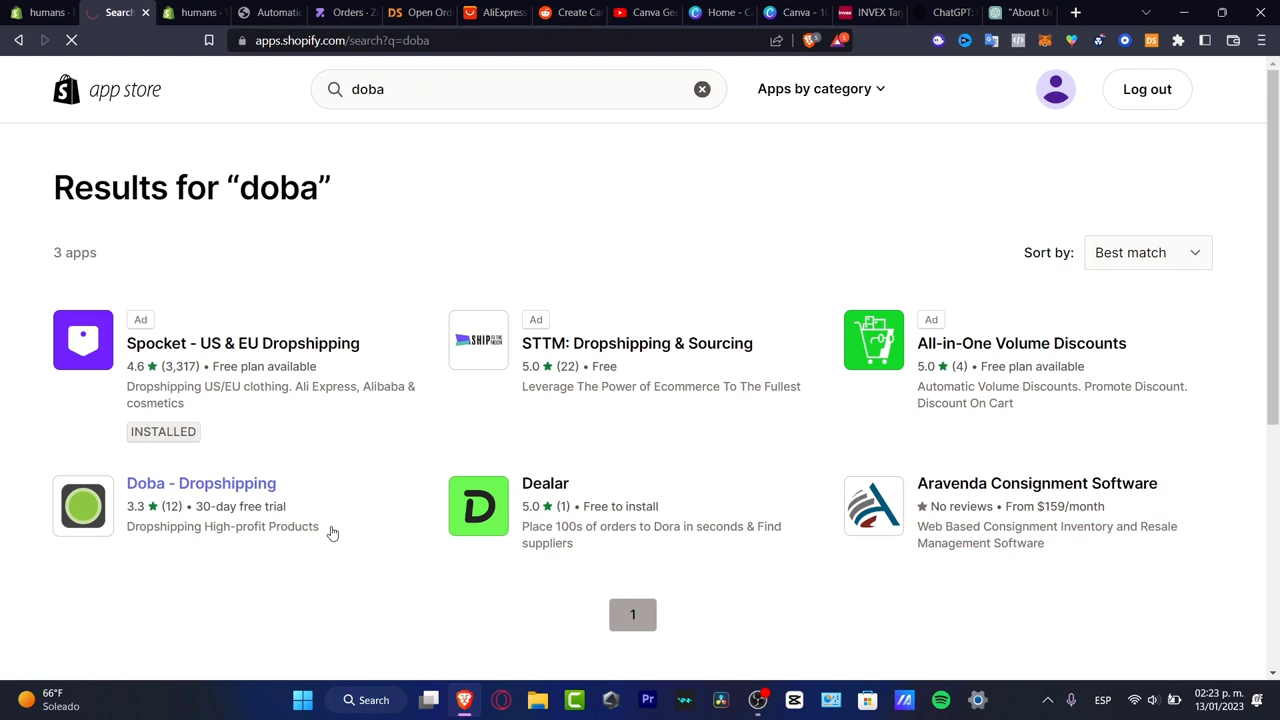 humans -
Search
humans - T
Automatic
Orders - Z
Open Ord
AliExpress
Create Ca
Canva Ge
Home - C
Canva - 10
INVEX Tar
ChatGPT:
"About Us
apps.shopify.com/search?q=doba
app store
doba
Apps by category
Log out
Results for “doba”
3 apps
Sort by:
Best match
Ad
Spocket - US & EU Dropshipping
4.6 ★ (3,317) • Free plan available
Dropshipping US/EU clothing. Ali Express, Alibaba &
cosmetics
INSTALLED
Ad
STTM: Dropshipping & Sourcing
5.0 ★ (22) • Free
Leverage The Power of Ecommerce To The Fullest
SHIP
Ad
All-in-One Volume Discounts
5.0 ★ (4) • Free plan available
Automatic Volume Discounts. Promote Discount.
Discount On Cart
Doba - Dropshipping
3.3 ★ (12) • 30-day free trial
Dropshipping High-profit Products
Dealar
5.0 ★ (1) • Free to install
Place 100s of orders to Dora in seconds & Find
suppliers
Aravenda Consignment Software
★ No reviews • From $159/month
Web Based Consignment Inventory and Resale
Management Software
1
66°F
Soleado
Search
Pr
ESP
02:23 p. m.
13/01/2023